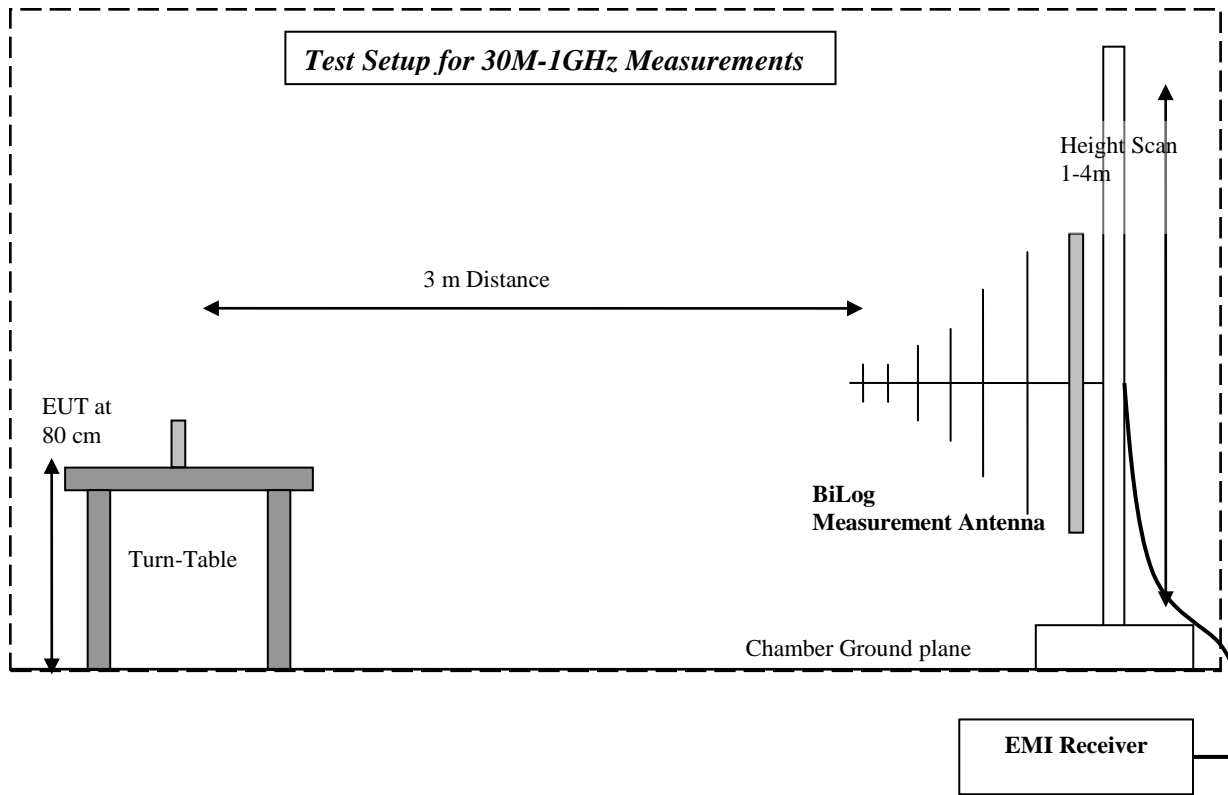 Test Setup for 30M-1GHz Measurements
Height Scan
1-4m
3 m Distance
EUT at
80 cm
BiLog
Measurement Antenna
Turn-Table
Chamber Ground plane
EMI Receiver